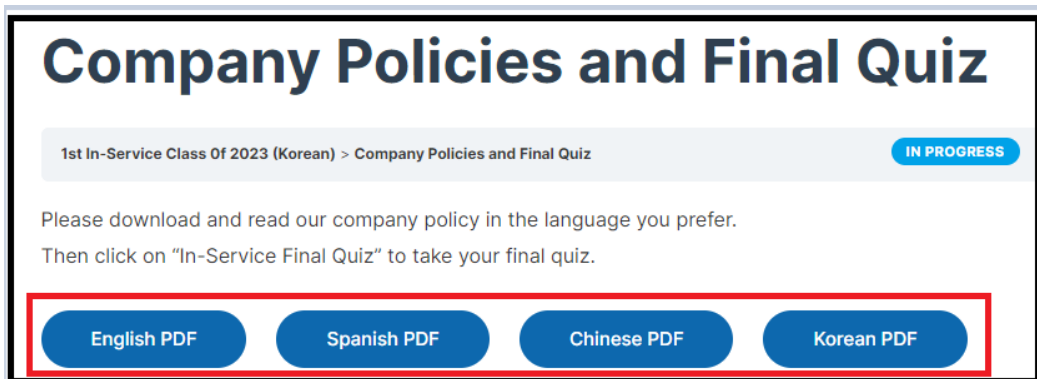 Company Policies and Final Quiz
1st In-Service Class 0f 2023 (Korean) > Company Policies and Final Quiz
IN PROGRESS
Please download and read our company policy in the language you prefer.
Then click on “In-Service Final Quiz” to take your final quiz.
English PDF
Spanish PDF
Chinese PDF
Korean PDF